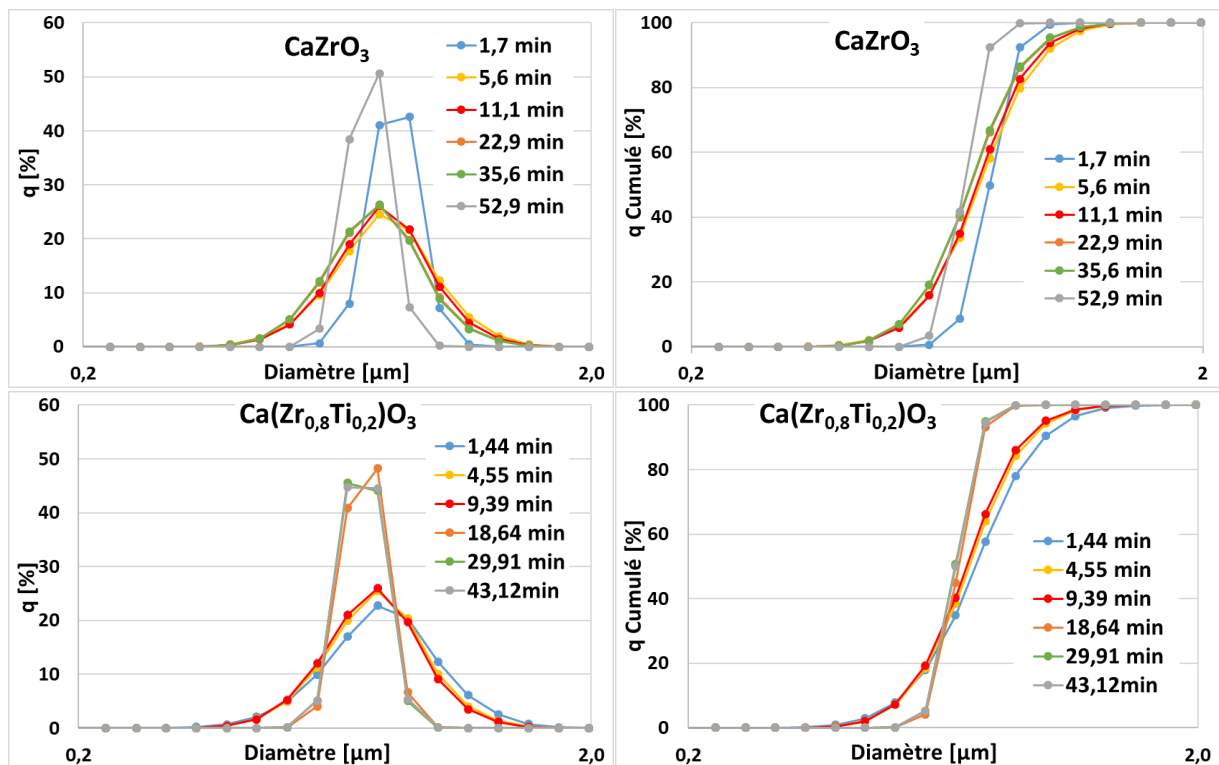 CaZrO3
q [%]
60
50
40
30
20
10
0
0,2
Diamètre [µm]
2,0
1,7 min
5,6 min
11,1 min
22,9 min
35,6 min
52,9 min
CaZrO3
q Cumulé [%]
100
80
60
40
20
0
0,2
Diamètre [µm]
2
1,7 min
5,6 min
11,1 min
22,9 min
35,6 min
52,9 min
Ca(Zr0,8Ti0,2)O3
q [%]
60
50
40
30
20
10
0
0,2
Diamètre [µm]
2,0
1,44 min
4,55 min
9,39 min
18,64 min
29,91 min
43,12min
Ca(Zr0,8Ti0,2)O3
q Cumulé [%]
100
80
60
40
20
0
0,2
Diamètre [µm]
2,0
1,44 min
4,55 min
9,39 min
18,64 min
29,91 min
43,12min